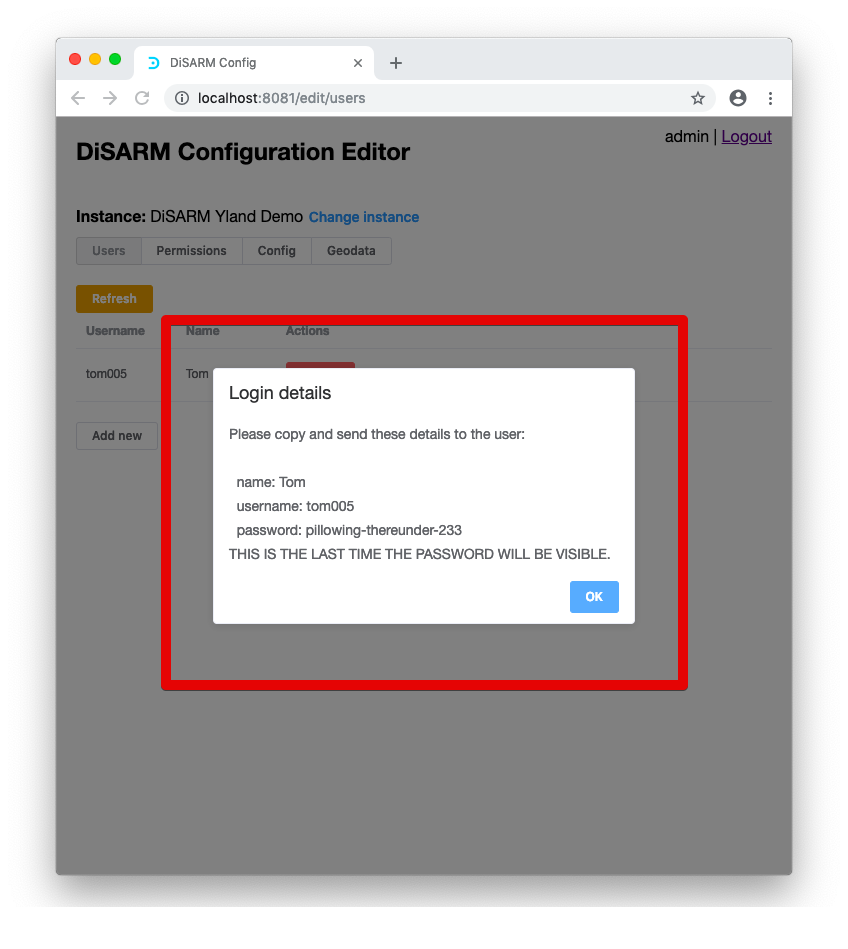 DiSARM Config
localhost:8081/edit/users
admin | Logout
DiSARM Configuration Editor
Instance: DiSARM Yland Demo Change instance
Users Permissions Config Geodata
Refresh
Username Name Actions
tom005 Tom
Add new
Login details
Please copy and send these details to the user:
name: Tom
username: tom005
password: pillowing-thereunder-233
THIS IS THE LAST TIME THE PASSWORD WILL BE VISIBLE.
OK